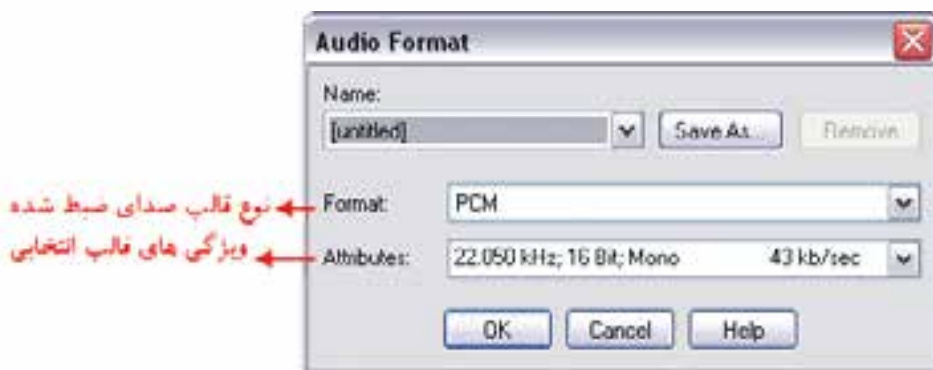 Audio Format
Name:
[untitled]
Save As...
Remove
نوع قالب صدای ضبط شده
Format:
PCM
ویژگی های قالب انتخابی
Attributes:
22.050 kHz; 16 Bit; Mono 43 kb/sec
OK
Cancel
Help